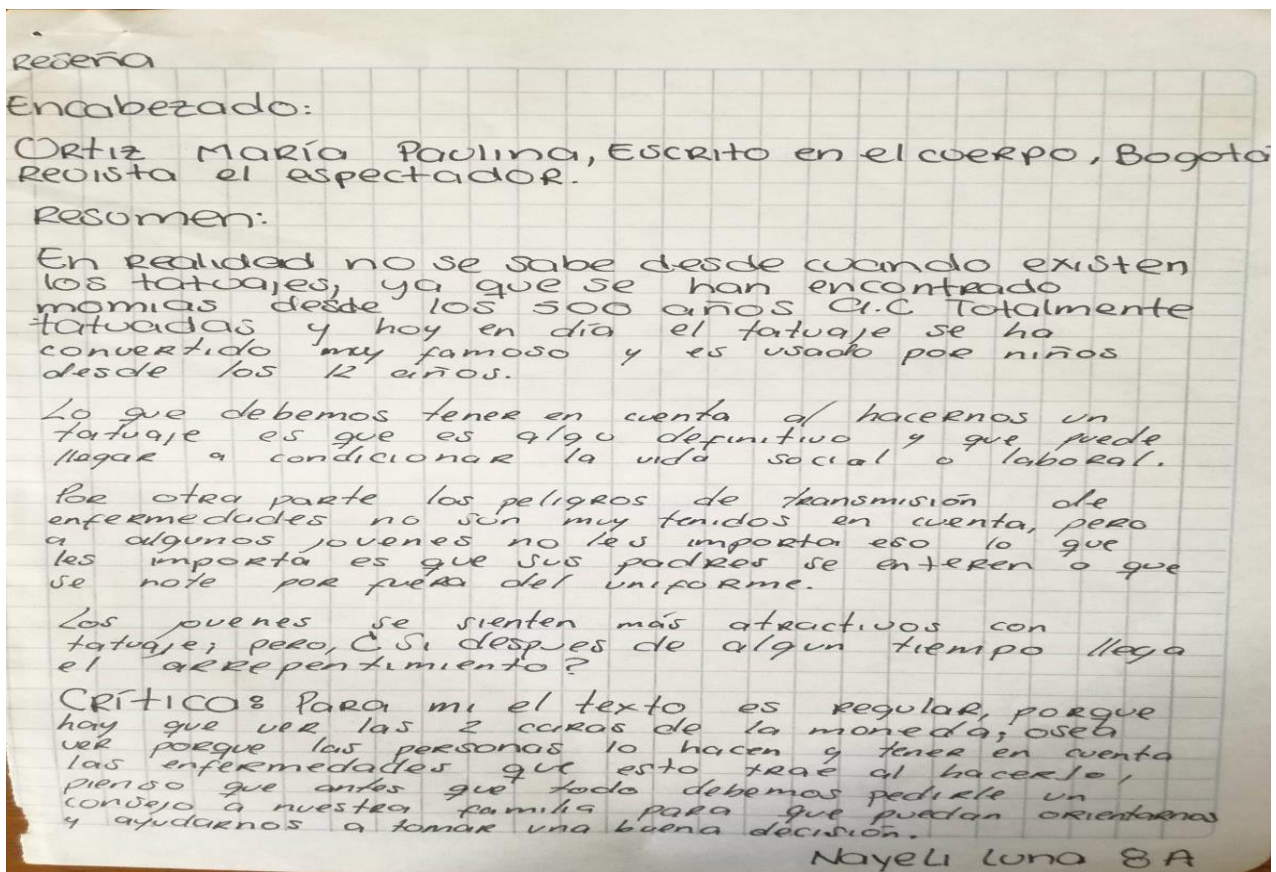 Reseña
Encabezado:
Ortiz María Paulina, Escrito en el cuerpo, Bogotá
Revista el espectador.
Resumen:
En realidad no se sabe desde cuando existen
los tatuajes, ya que se han encontrado
momias desde los 500 años a.C Totalmente
tatuadas y hoy en día el tatuaje se ha
convertido muy famoso y es usado por niños
desde los 12 años.
Lo que debemos tener en cuenta al hacernos un
tatuaje es que es algo definitivo y que puede
llagar a condicionar la vida social o laboral.
Por otra parte los peligros de transmisión de
enfermedades no son muy tenidos en cuenta, pero
a algunos jovenes no les importa eso lo que
les importa es que sus padres se enteren o que
se note por fuera del uniforme.
Los jovenes se sienten más atractivos con
tatuaje; pero, ¿Si despues de algun tiempo llega
el arrepentimiento?
Crítica: Para mi el texto es regular, porque
hay que ver las 2 caras de la moneda, osea
ver porque las personas lo hacen y tener en cuenta
las enfermedades que esto trae al hacerlo,
pienso que antes que todo debemos pedirle un
consejo a nuestra familia para que puedan orientarnos
y ayudarnos a tomar una buena decisión.
Nayeli Luna 8A